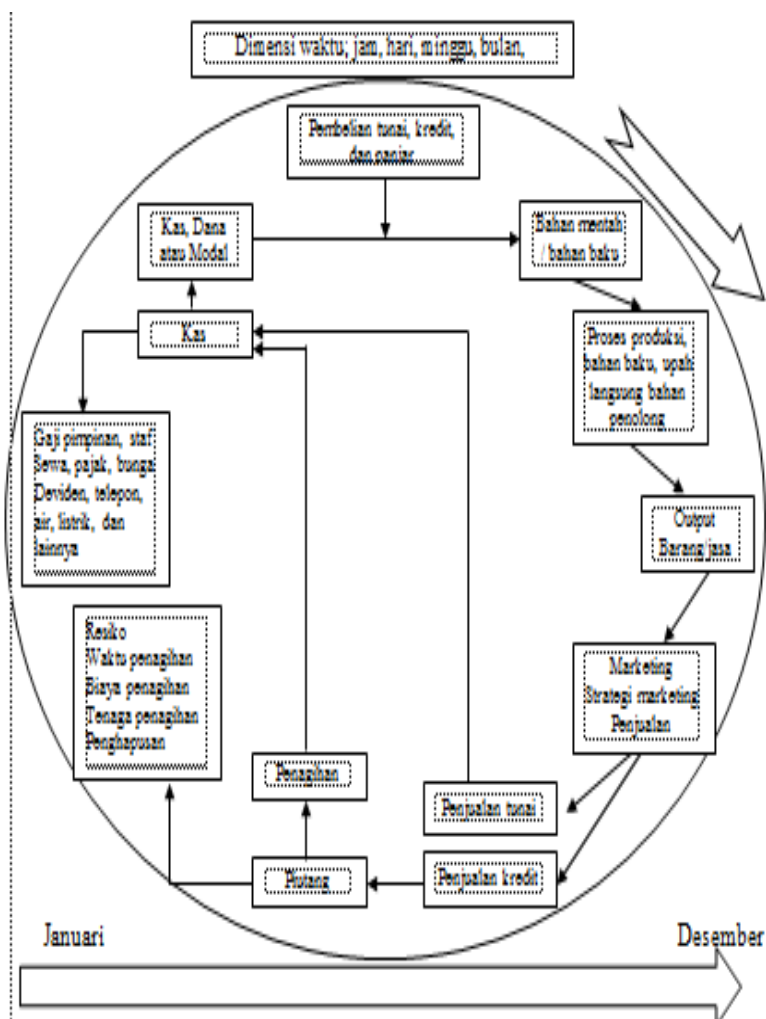 Dimensi waktu; jam, hari, minggu, bulan,
Pembelian tunai, kredit,
dan panjar
Kas, Dana
atau Modal
Bahan mentah
/ bahan baku
Kas
Proses produksi,
bahan baku, upah
langsung bahan
penolong
Gaji pimpinan, staf
Sewa, pajak, bunga
Deviden, telepon,
air, listrik, dan
lainnya
Output
Barang/jasa
Resiko
Waktu penagihan
Biaya penagihan
Tenaga penagihan
Penghapusan
Marketing
Strategi marketing
Penjualan
Penagihan
Penjualan tunai
Piutang
Penjualan kredit
Januari
Desember